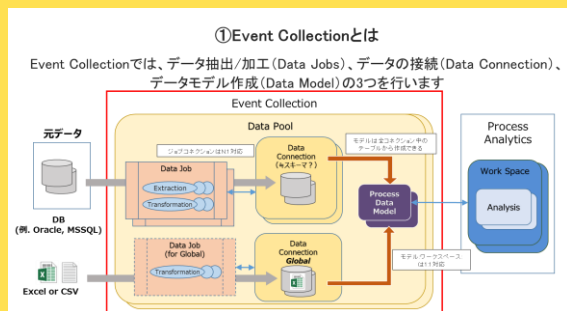 ①Event Collectionとは
Event Collectionでは、データ抽出/加工(Data Jobs)、データの接続(Data Connection)、
データモデル作成(Data Model)の3つを行います
Event Collection
Data Pool
元データ
DB
(例. Oracle, MSSQL)
ジョブコネクションはN:1対応
Data Job
Extraction
Transformation
Data
Connection
(≒スキーマ?)
モデルは全コネクション中の
テーブルから作成できる
Process
Data
Model
Process
Analytics
Work Space
Analysis
Excel or CSV
Data Job
(for Global)
Transformation
Data
Connection
Global
モデル:ワークスペース
は1:1対応